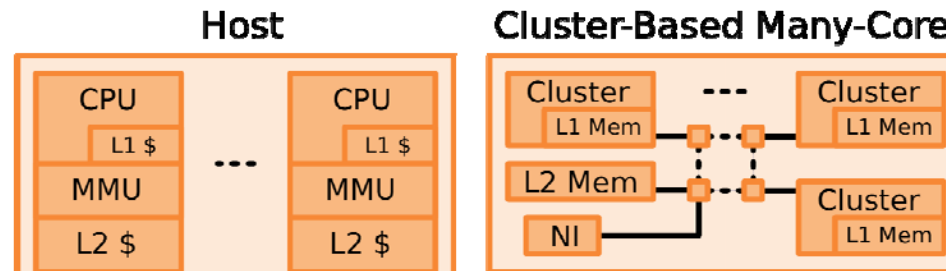 Host
CPU
L1 $
MMU
L2 $
CPU
L1 $
MMU
L2 $
Cluster-Based Many-Core
Cluster
L1 Mem
Cluster
L1 Mem
L2 Mem
NI
Cluster
L1 Mem